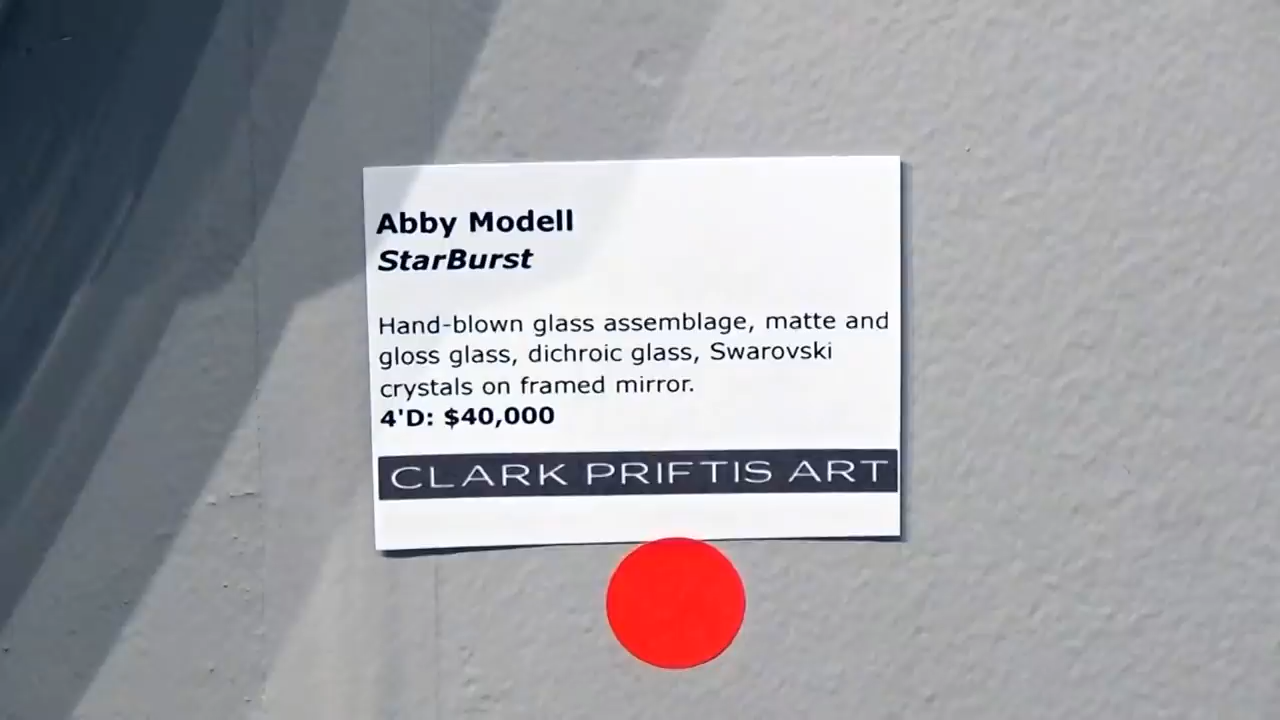 Abby Modell
StarBurst
Hand-blown glass assemblage, matte and
gloss glass, dichroic glass, Swarovski
crystals on framed mirror.
4'D: $40,000
CLARK PRIFTIS ART